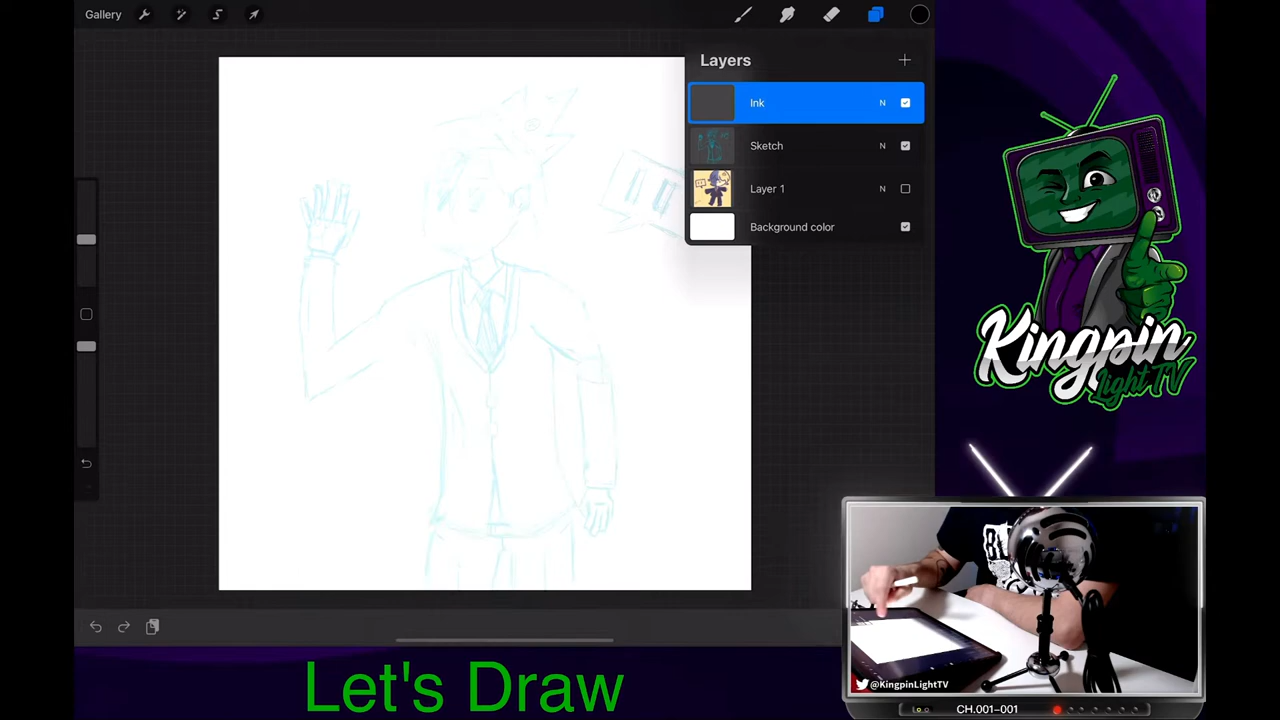 Gallery
Layers
Ink N
Sketch N
Layer 1 N
Background color
Kingpin
Light TV
@KingpinLightTV
CH.001-001
Let's Draw